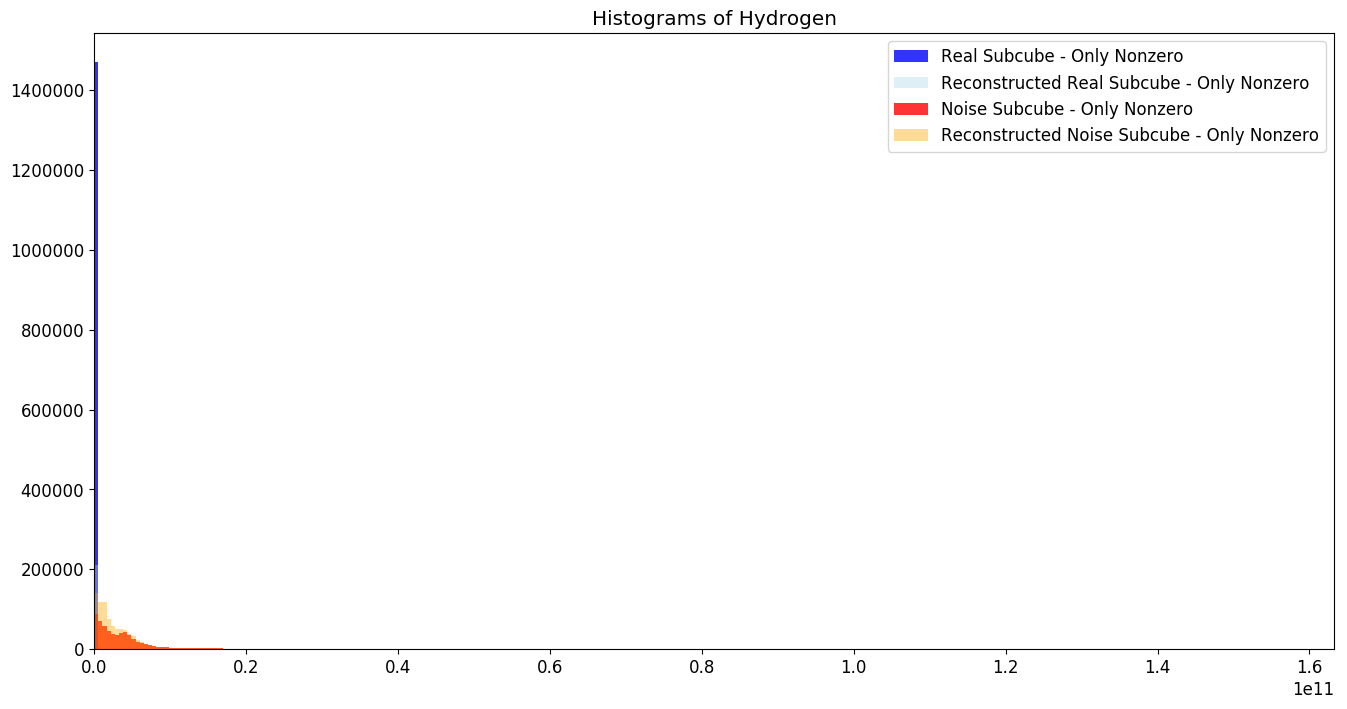 Histograms of Hydrogen
Real Subcube - Only Nonzero
Reconstructed Real Subcube - Only Nonzero
Noise Subcube - Only Nonzero
Reconstructed Noise Subcube - Only Nonzero
1400000
1200000
1000000
800000
600000
400000
200000
0
0.0 0.2 0.4 0.6 0.8 1.0 1.2 1.4 1.6
1e11